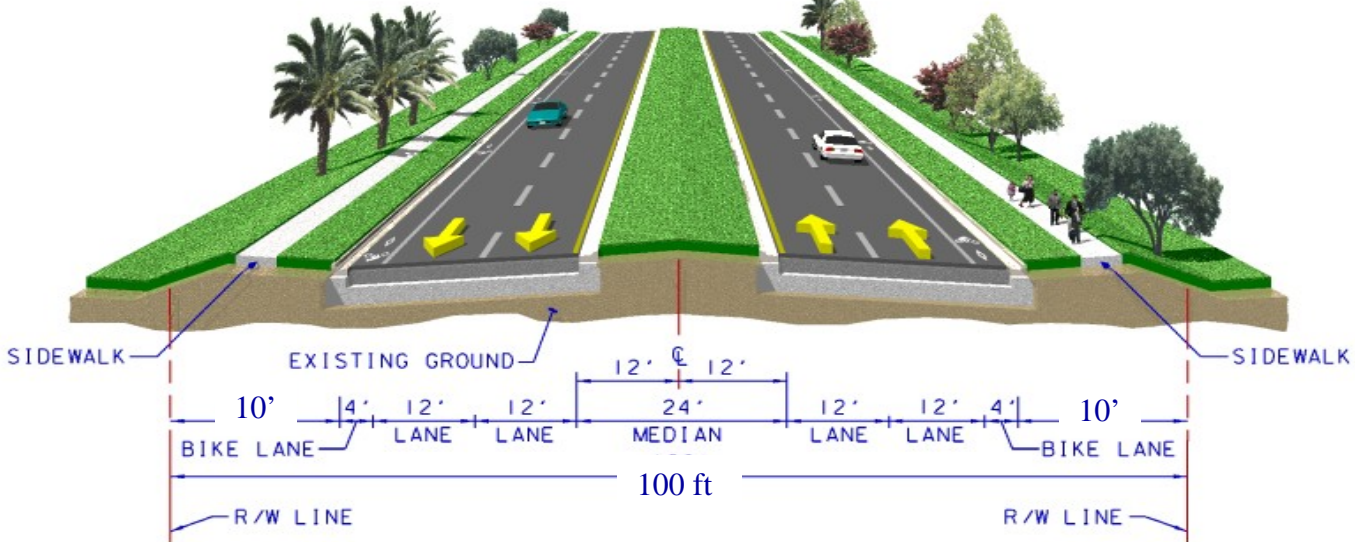 SIDEWALK
EXISTING GROUND
℄
SIDEWALK
12' 12'
10' 4' 12' 12' 24' 12' 12' 4' 10'
LANE LANE MEDIAN LANE LANE
BIKE LANE BIKE LANE
100 ft
R/W LINE R/W LINE